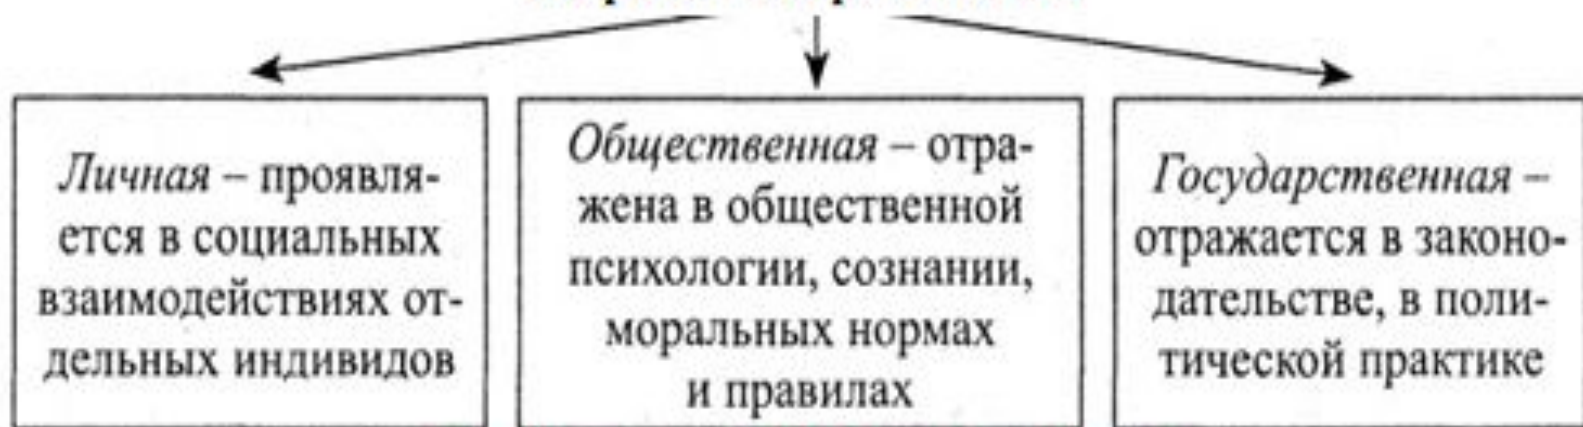 Личная – проявля-
ется в социальных
взаимодействиях от-
дельных индивидов
Общественная – отра-
жена в общественной
психологии, сознании,
моральных нормах
и правилах
Государственная –
отражается в законо-
дательстве, в поли-
тической практике